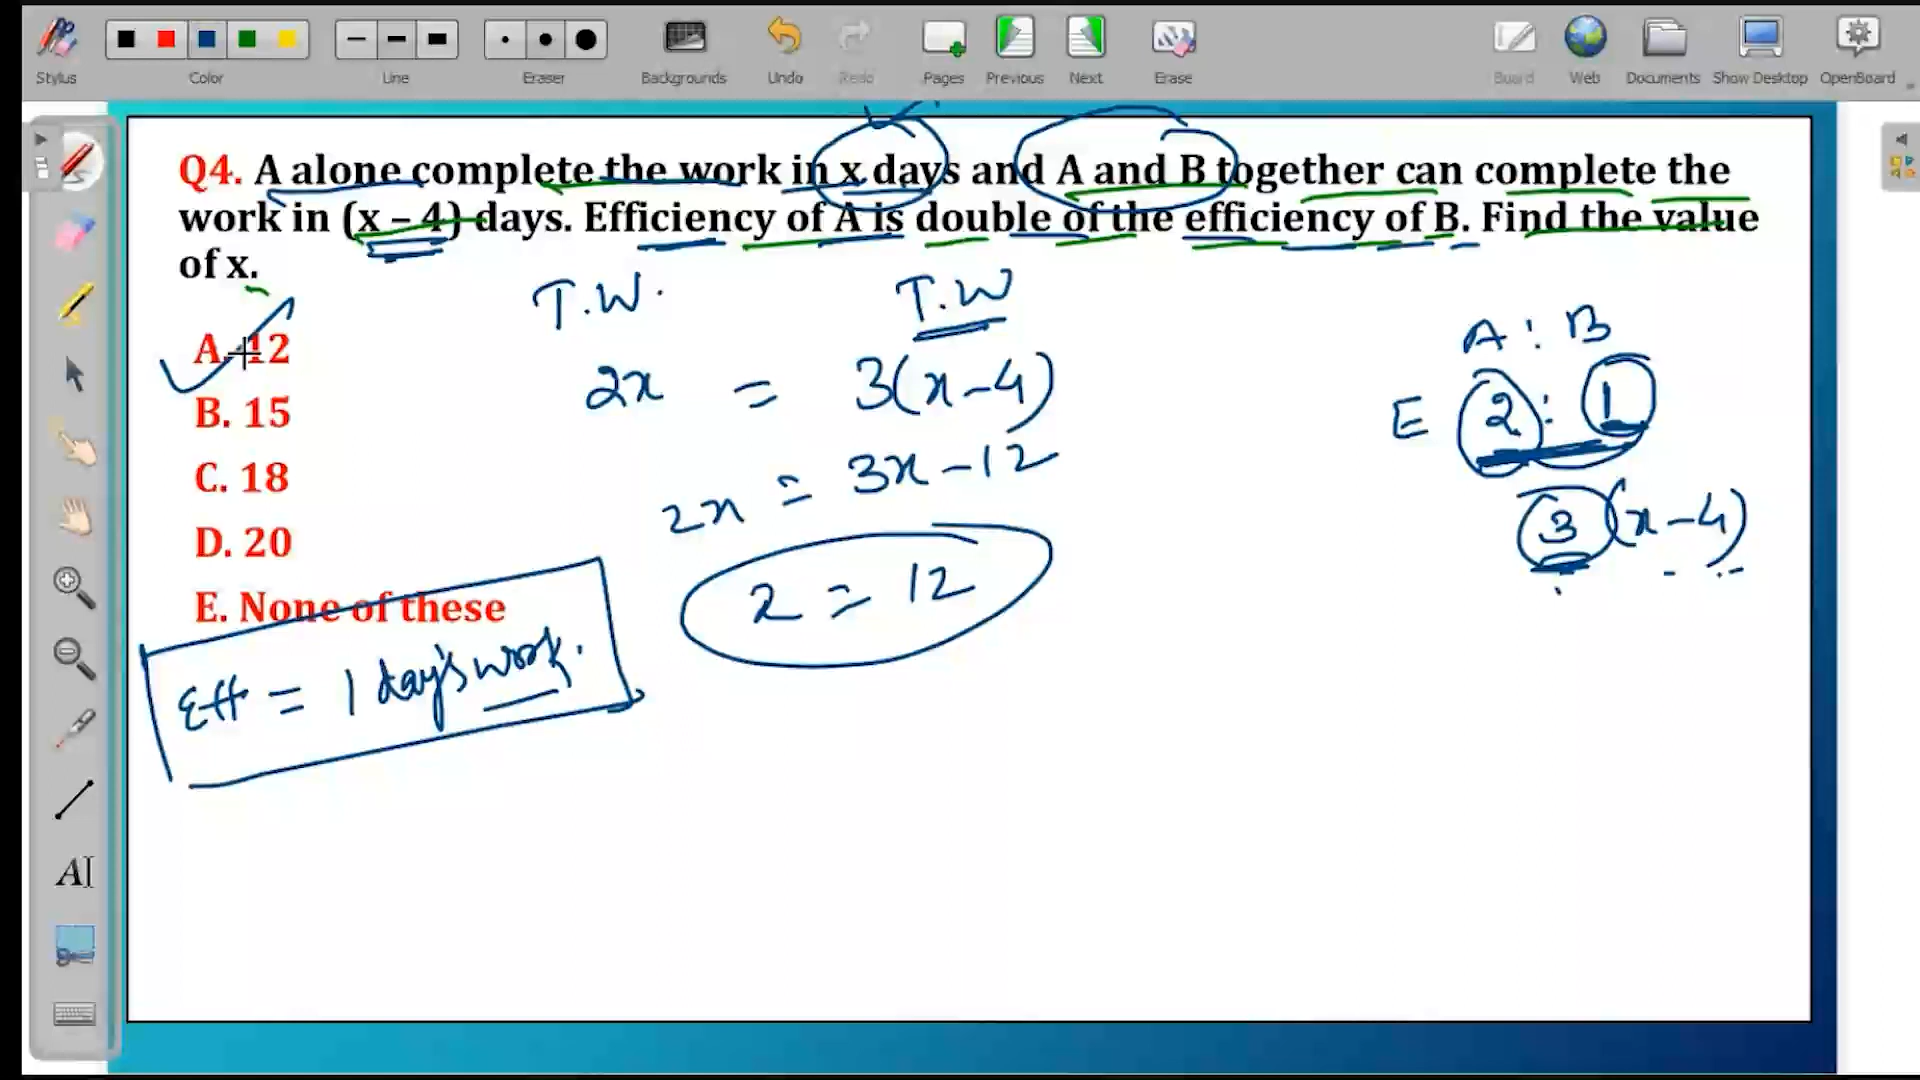 Stylus
Color
Line
Eraser
Backgrounds
Undo
Redo
Pages
Previous
Next
Erase
Board
Web
Documents
Show Desktop
OpenBoard
Q4. A alone complete the work in x days and A and B together can complete the
work in (x – 4) days. Efficiency of A is double of the efficiency of B. Find the value
of x.
A. 12
B. 15
C. 18
D. 20
E. None of these
T.W. T.W
2x = 3(x-4)
2x = 3x-12
x = 12
A : B
E 2 : 1
3 (x-4)
Eff = 1 day's work.
AI